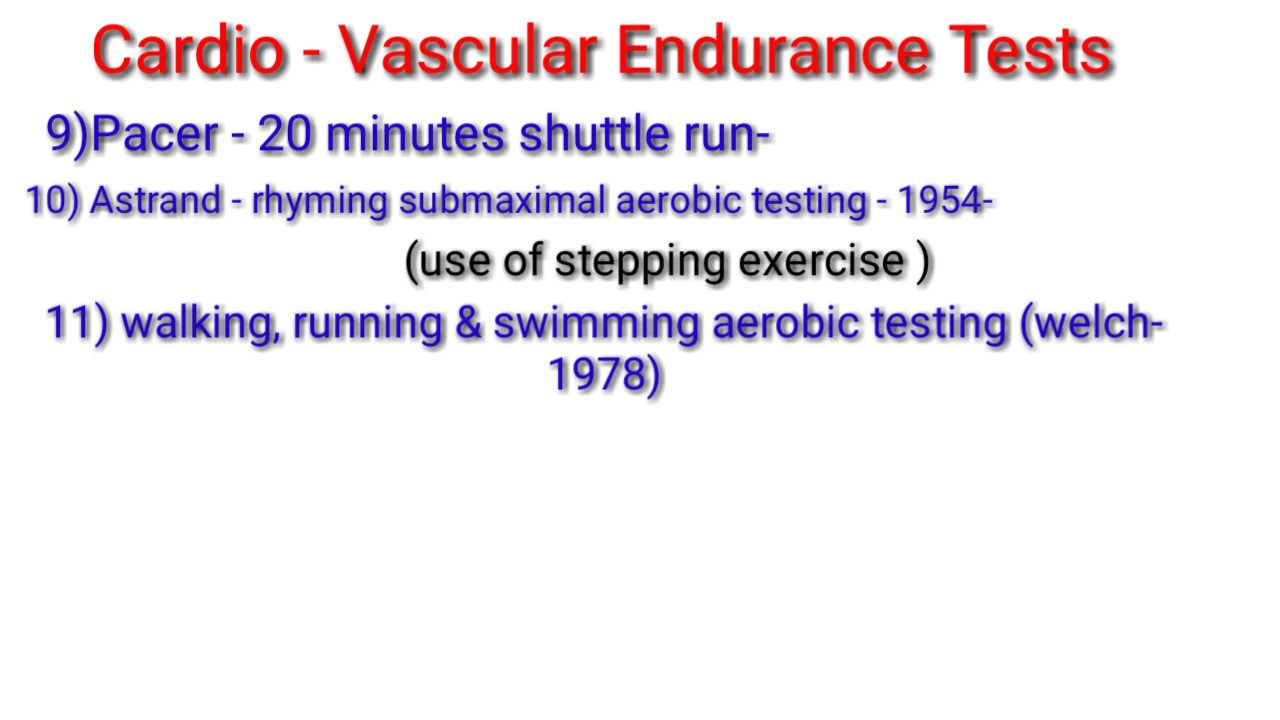 Cardio - Vascular Endurance Tests
9)Pacer - 20 minutes shuttle run-
10) Astrand - rhyming submaximal aerobic testing - 1954-
(use of stepping exercise )
11) walking, running & swimming aerobic testing (welch-
1978)